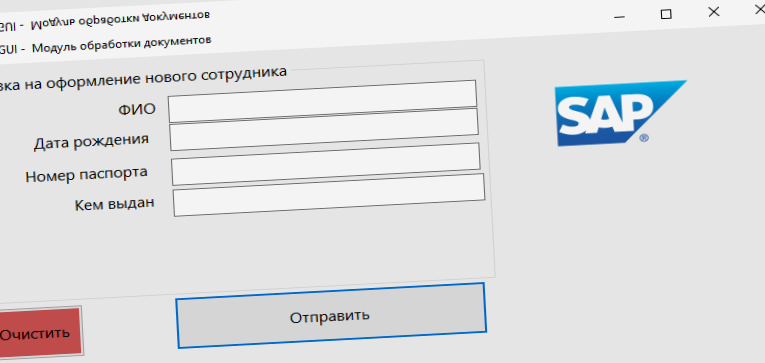 GUI - Модуль обработки документов
GUI - Модуль обработки документов
вка на оформление нового сотрудника
ФИО
Дата рождения
Номер паспорта
Кем выдан
SAP®
Очистить
Отправить